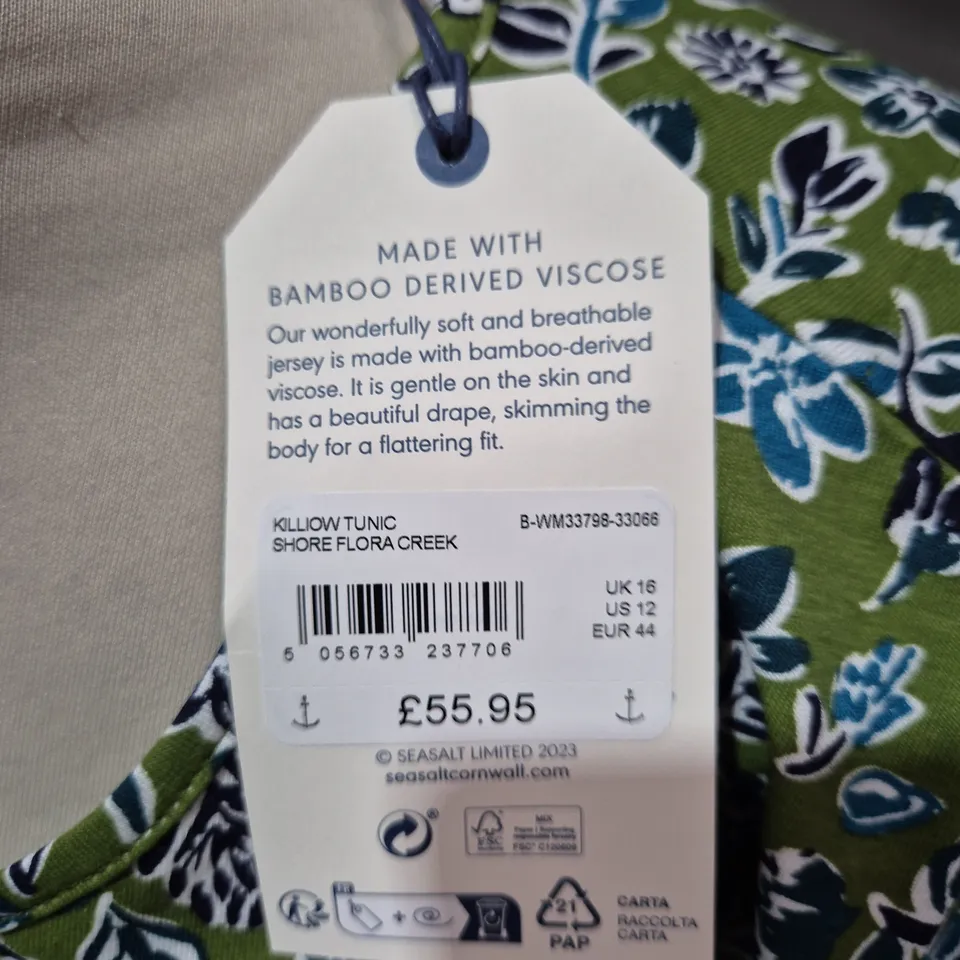 MADE WITH
BAMBOO DERIVED VISCOSE
Our wonderfully soft and breathable
jersey is made with bamboo-derived
viscose. It is gentle on the skin and
has a beautiful drape, skimming the
body for a flattering fit.
KILLIOW TUNIC B-WM33798-33066
SHORE FLORA CREEK
UK 16
US 12
EUR 44
5 056733 237706
£55.95
© SEASALT LIMITED 2023
seasaltcornwall.com
®
FSC
MIX
21
PAP
CARTA
RACCOLTA
CARTA